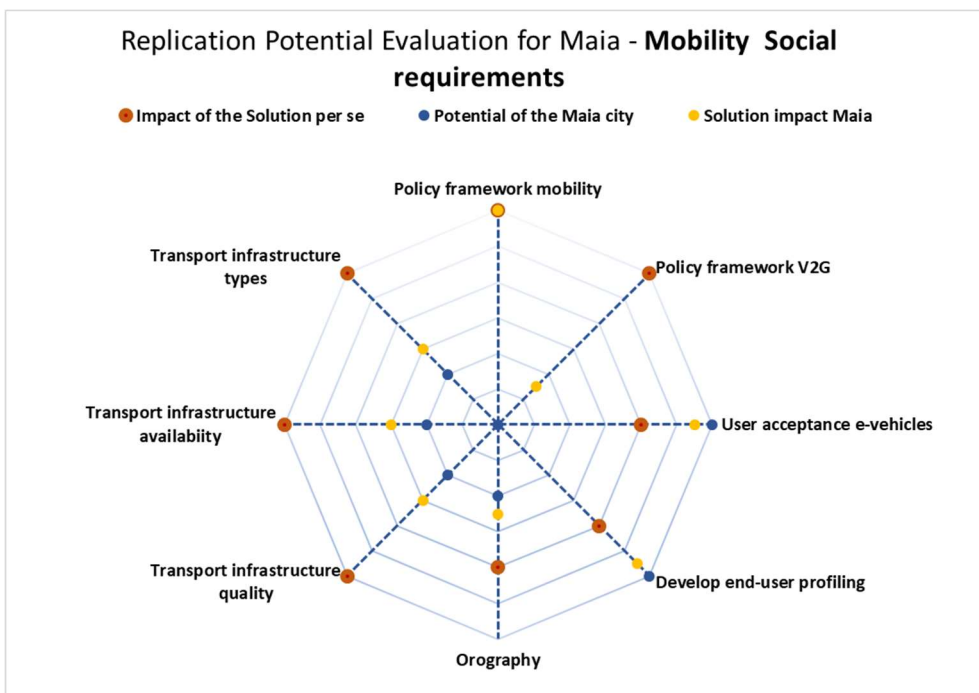 Replication Potential Evaluation for Maia - Mobility Social
requirements
Impact of the Solution per se
Potential of the Maia city
Solution impact Maia
Policy framework mobility
Transport infrastructure
types
Policy framework V2G
Transport infrastructure
availability
User acceptance e-vehicles
Transport infrastructure
quality
Develop end-user profiling
Orography